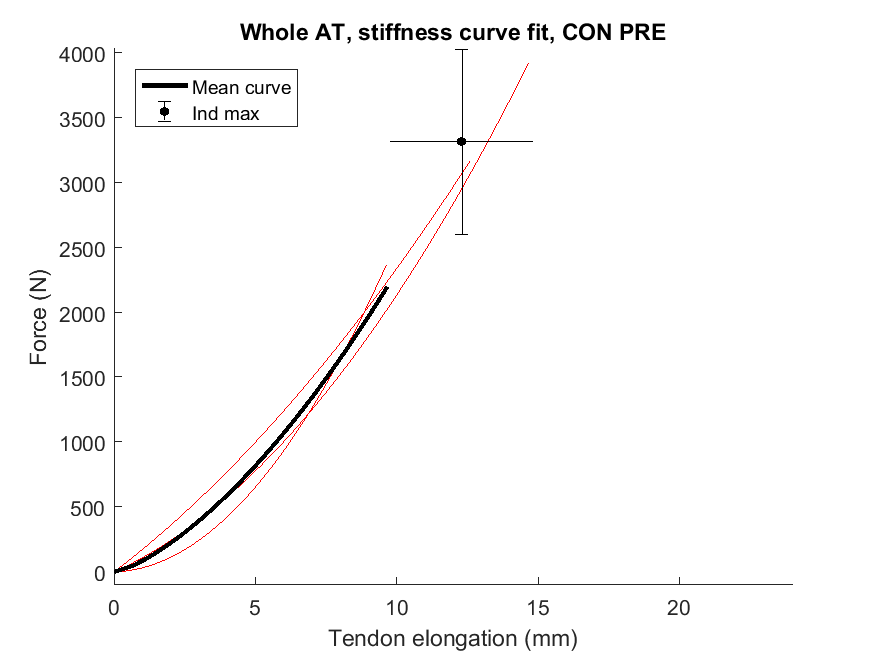 Whole AT, stiffness curve fit, CON PRE
4000
3500
3000
2500
2000
1500
1000
500
0
Force (N)
Mean curve
Ind max
0 5 10 15 20
Tendon elongation (mm)